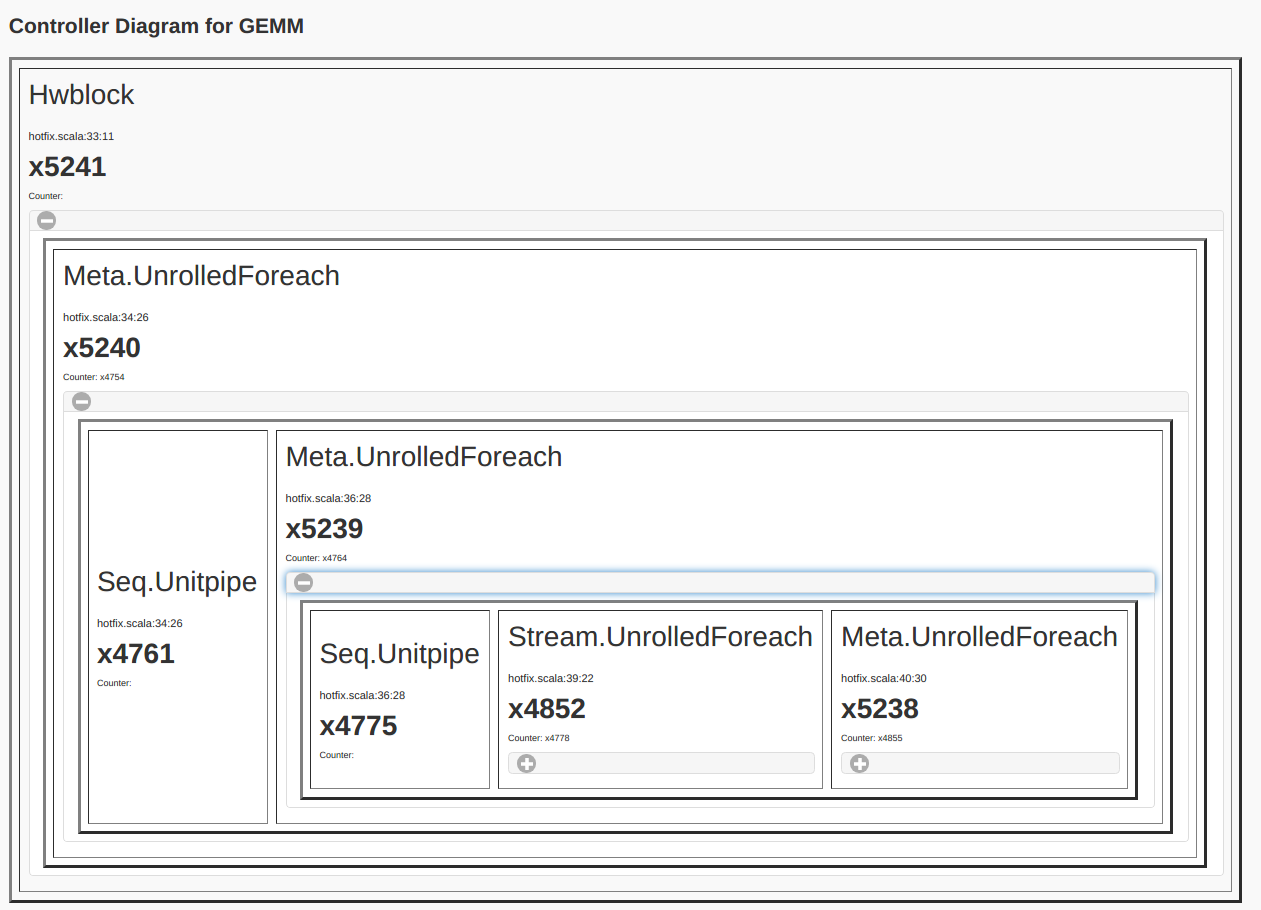 Controller Diagram for GEMM
Hwblock
hotfix.scala:33:11
x5241
Counter:
Meta.UnrolledForeach
hotfix.scala:34:26
x5240
Counter: x4754
Seq.Unitpipe
hotfix.scala:34:26
x4761
Counter:
Meta.UnrolledForeach
hotfix.scala:36:28
x5239
Counter: x4764
Seq.Unitpipe
hotfix.scala:36:28
x4775
Counter:
Stream.UnrolledForeach
hotfix.scala:39:22
x4852
Counter: x4778
Meta.UnrolledForeach
hotfix.scala:40:30
x5238
Counter: x4855